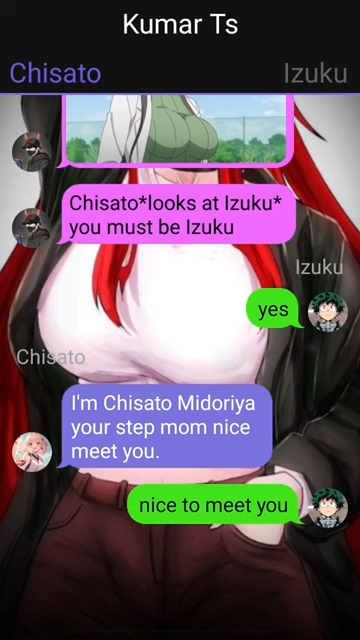 Kumar Ts
Chisato
Izuku
Chisato*looks at Izuku*
you must be Izuku
Izuku
yes
Chisato
I'm Chisato Midoriya
your step mom nice
meet you.
nice to meet you